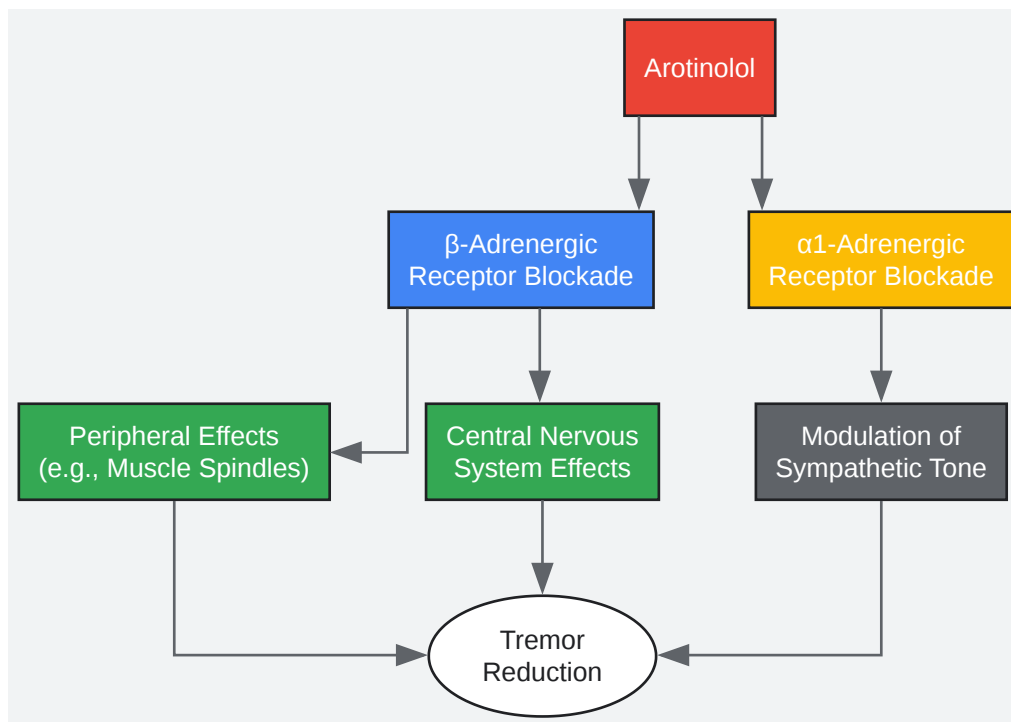 Arotinolol
β-Adrenergic
Receptor Blockade
α1-Adrenergic
Receptor Blockade
Peripheral Effects
(e.g., Muscle Spindles)
Central Nervous
System Effects
Modulation of
Sympathetic Tone
Tremor
Reduction